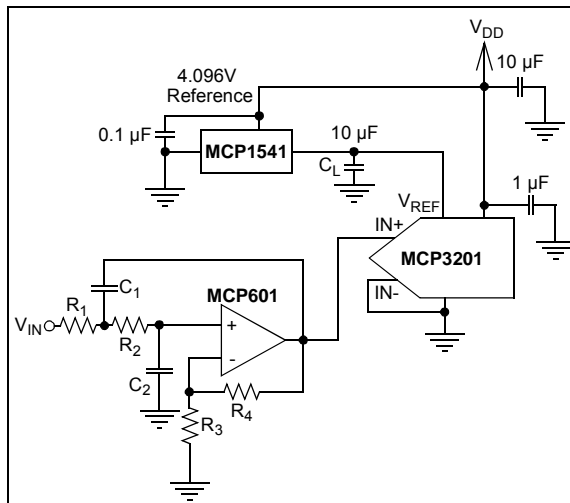 V_DD
10 µF
4.096V
Reference
0.1 µF
MCP1541
10 µF
C_L
1 µF
V_REF
IN+
MCP3201
IN-
C_1
MCP601
V_IN
R_1
R_2
+
-
C_2
R_4
R_3